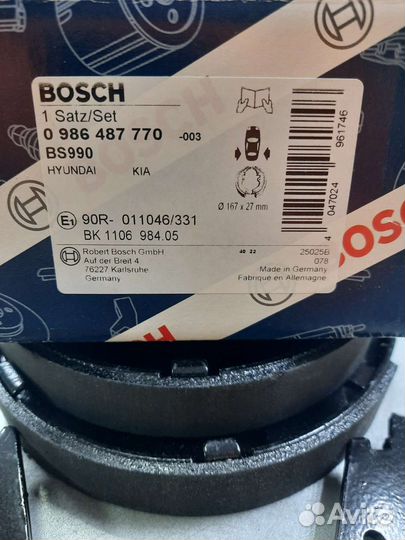 BOSCH
1 Satz/Set
0 986 487 770 -003
BS990
HYUNDAI KIA
Ø 167 x 27 mm
E1 90R- 011046/331
BK 1106 984.05
Robert Bosch GmbH
Auf der Breit 4
76227 Karlsruhe
Germany
40 22
25025B
078
Made in Germany
Fabriqué en Allemagne
4 047024 961746
BOSCH
Avito